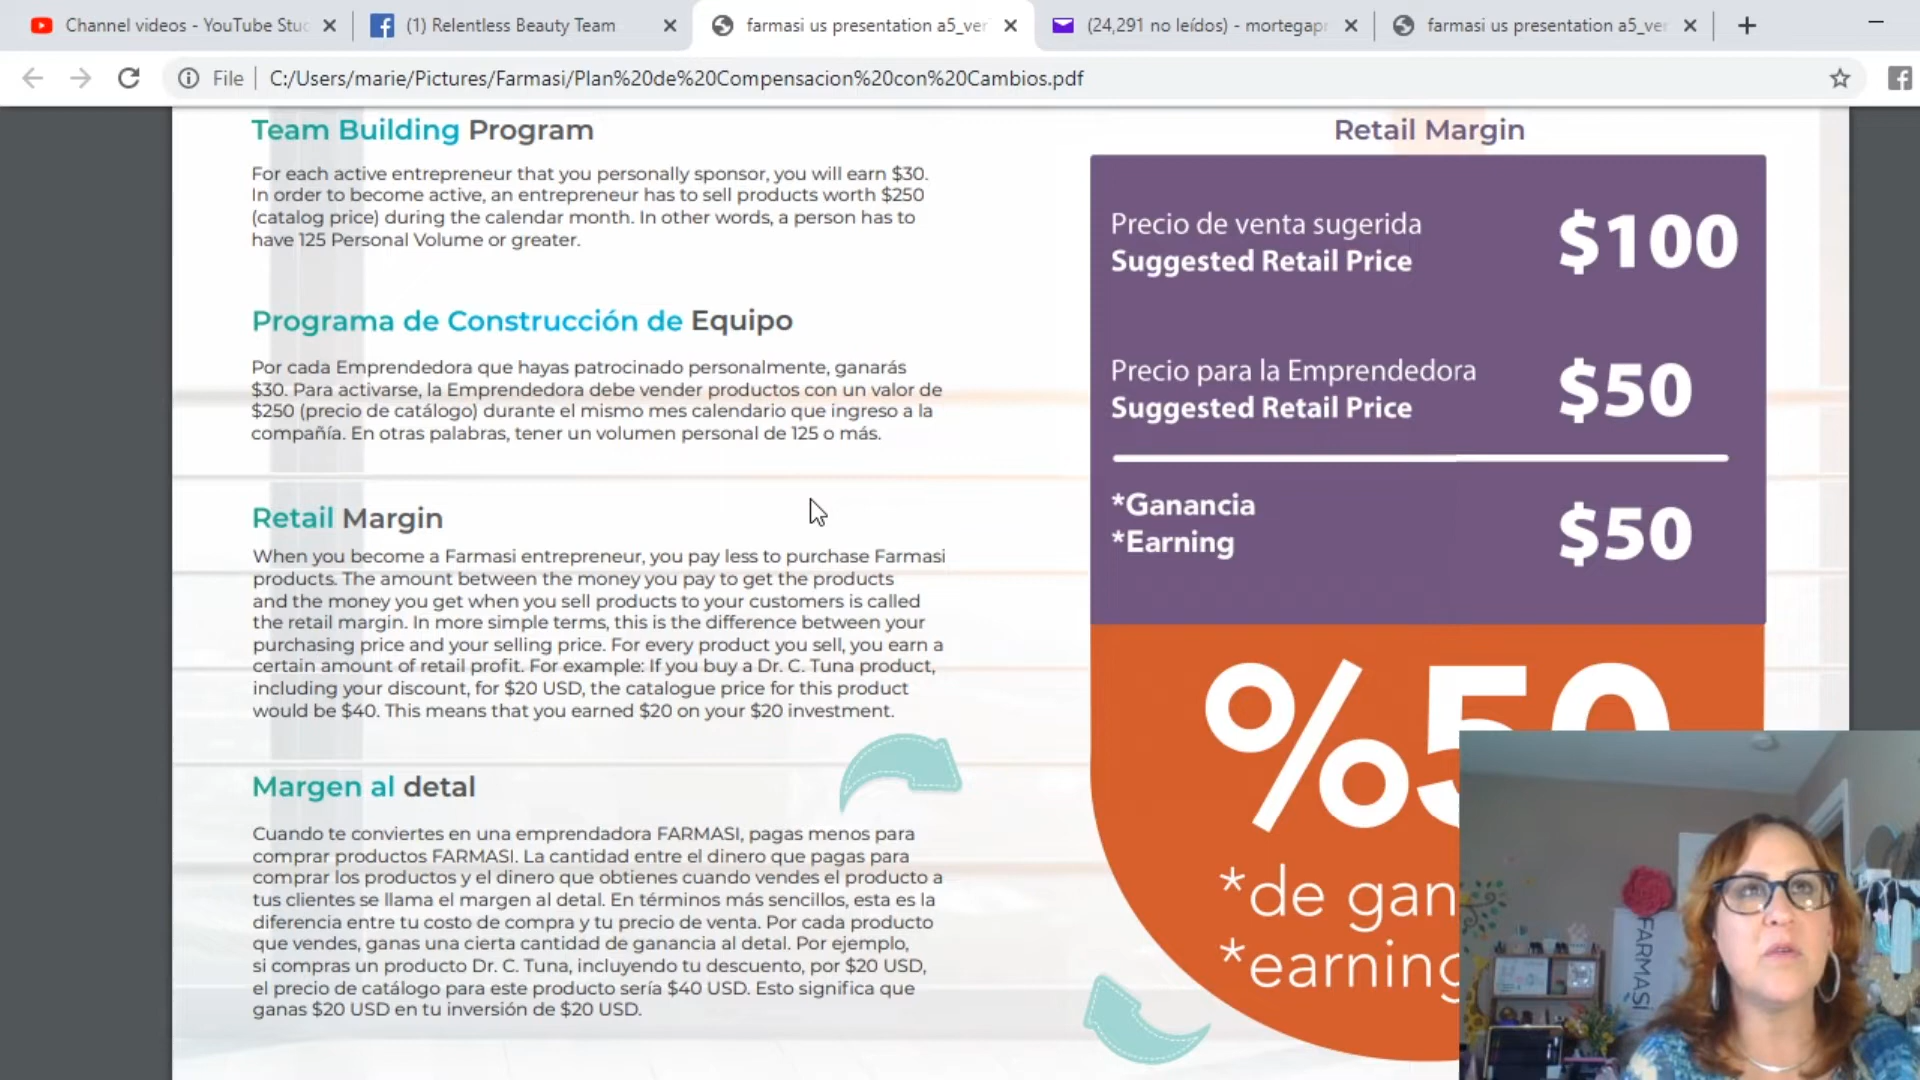 Channel videos - YouTube Stu
(1) Relentless Beauty Team
farmasi us presentation a5_ver
(24,291 no leídos) - mortegapr
farmasi us presentation a5_ver
File
C:/Users/marie/Pictures/Farmasi/Plan%20de%20Compensacion%20con%20Cambios.pdf
Team Building Program
For each active entrepreneur that you personally sponsor, you will earn $30.
In order to become active, an entrepreneur has to sell products worth $250
(catalog price) during the calendar month. In other words, a person has to
have 125 Personal Volume or greater.
Programa de Construcción de Equipo
Por cada Emprendedora que hayas patrocinado personalmente, ganarás
$30. Para activarse, la Emprendedora debe vender productos con un valor de
$250 (precio de catálogo) durante el mismo mes calendario que ingreso a la
compañía. En otras palabras, tener un volumen personal de 125 o más.
Retail Margin
When you become a Farmasi entrepreneur, you pay less to purchase Farmasi
products. The amount between the money you pay to get the products
and the money you get when you sell products to your customers is called
the retail margin. In more simple terms, this is the difference between your
purchasing price and your selling price. For every product you sell, you earn a
certain amount of retail profit. For example: If you buy a Dr. C. Tuna product,
including your discount, for $20 USD, the catalogue price for this product
would be $40. This means that you earned $20 on your $20 investment.
Margen al detal
Cuando te conviertes en una emprendadora FARMASI, pagas menos para
comprar productos FARMASI. La cantidad entre el dinero que pagas para
comprar los productos y el dinero que obtienes cuando vendes el producto a
tus clientes se llama el margen al detal. En términos más sencillos, esta es la
diferencia entre tu costo de compra y tu precio de venta. Por cada producto
que vendes, ganas una cierta cantidad de ganancia al detal. Por ejemplo,
si compras un producto Dr. C. Tuna, incluyendo tu descuento, por $20 USD,
el precio de catálogo para este producto sería $40 USD. Esto significa que
ganas $20 USD en tu inversión de $20 USD.
Retail Margin
Precio de venta sugerida
Suggested Retail Price
$100
Precio para la Emprendedora
Suggested Retail Price
$50
*Ganancia
*Earning
$50
%50
*de gan
*earning
FARMASI